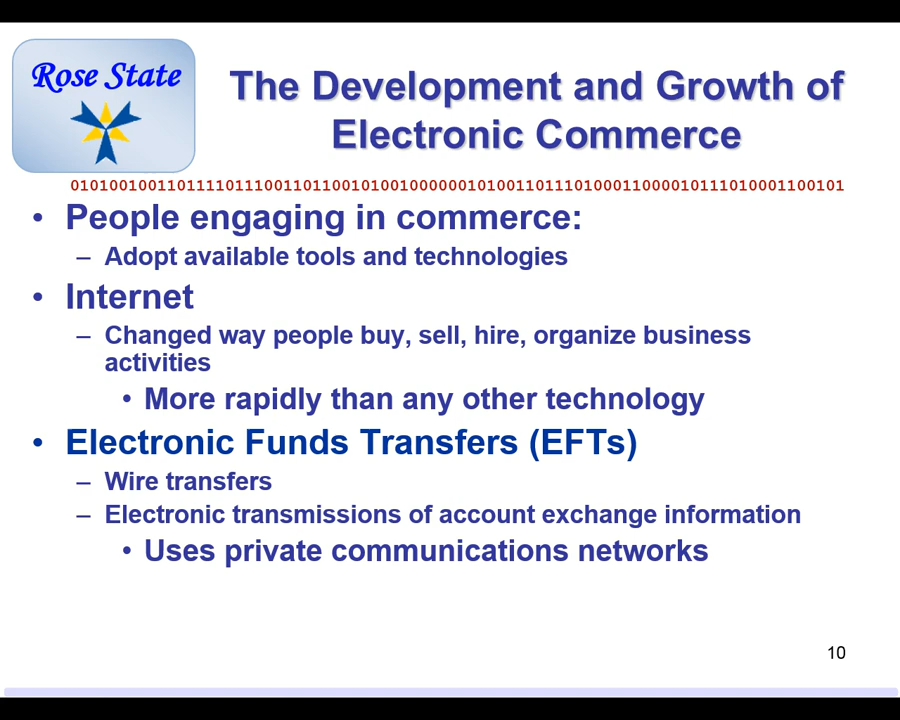 Rose State
The Development and Growth of
Electronic Commerce
010100100110111101110011011001010010000001010011011101000110000101110100011001​01
• People engaging in commerce:
– Adopt available tools and technologies
• Internet
– Changed way people buy, sell, hire, organize business
activities
• More rapidly than any other technology
• Electronic Funds Transfers (EFTs)
– Wire transfers
– Electronic transmissions of account exchange information
• Uses private communications networks
10